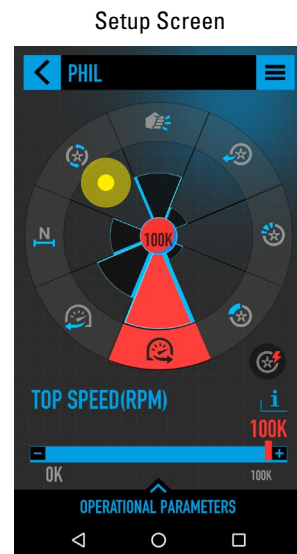 Setup Screen
PHIL
N
100K
TOP SPEED(RPM)
i
100K
0K
100K
OPERATIONAL PARAMETERS